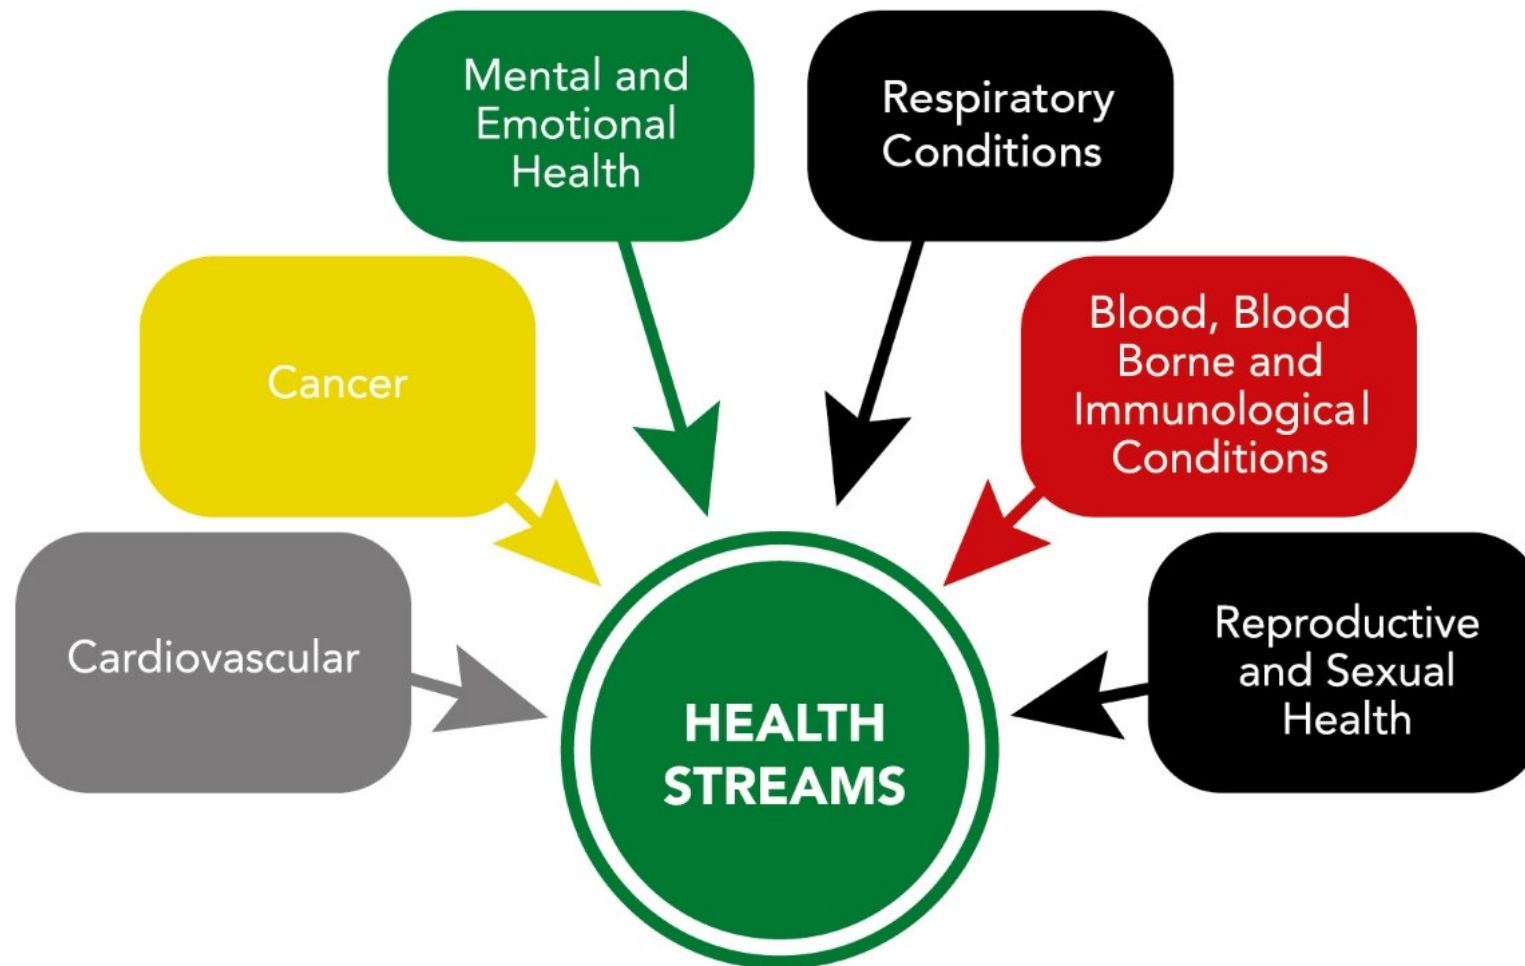 Mental and
Emotional
Health
Respiratory
Conditions
Cancer
Blood, Blood
Borne and
Immunological
Conditions
Cardiovascular
Reproductive
and Sexual
Health
HEALTH
STREAMS